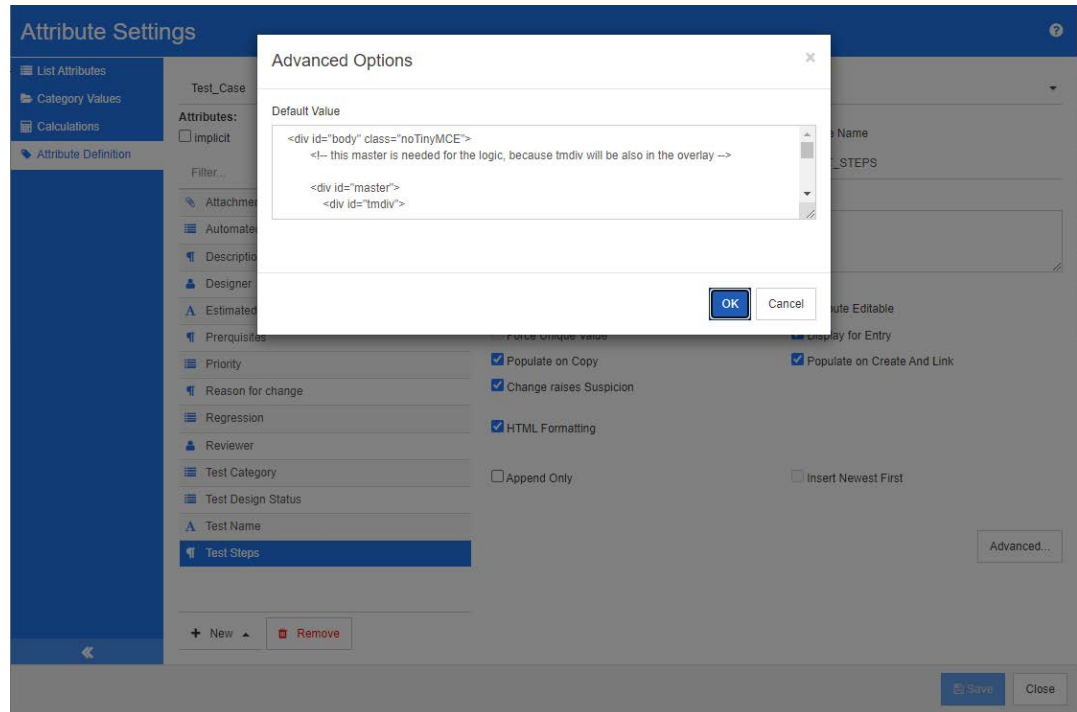 Attribute Settings
List Attributes
Category Values
Calculations
Attribute Definition
Test_Case
Attributes:
implicit
Filter...
Attachme
Automate
Descriptio
Designer
Estimated
Prerquisites
Priority
Reason for change
Regression
Reviewer
Test Category
Test Design Status
Test Name
Test Steps
+ New
Remove
Advanced Options
×
Default Value
<div id="body" class="noTinyMCE">
<!-- this master is needed for the logic, because tmdiv will be also in the overlay -->
<div id="master">
<div id="tmdiv">
OK
Cancel
Name
_STEPS
ute Editable
Force Unique Value
Display for Entry
Populate on Copy
Populate on Create And Link
Change raises Suspicion
HTML Formatting
Append Only
Insert Newest First
Advanced...
Save
Close